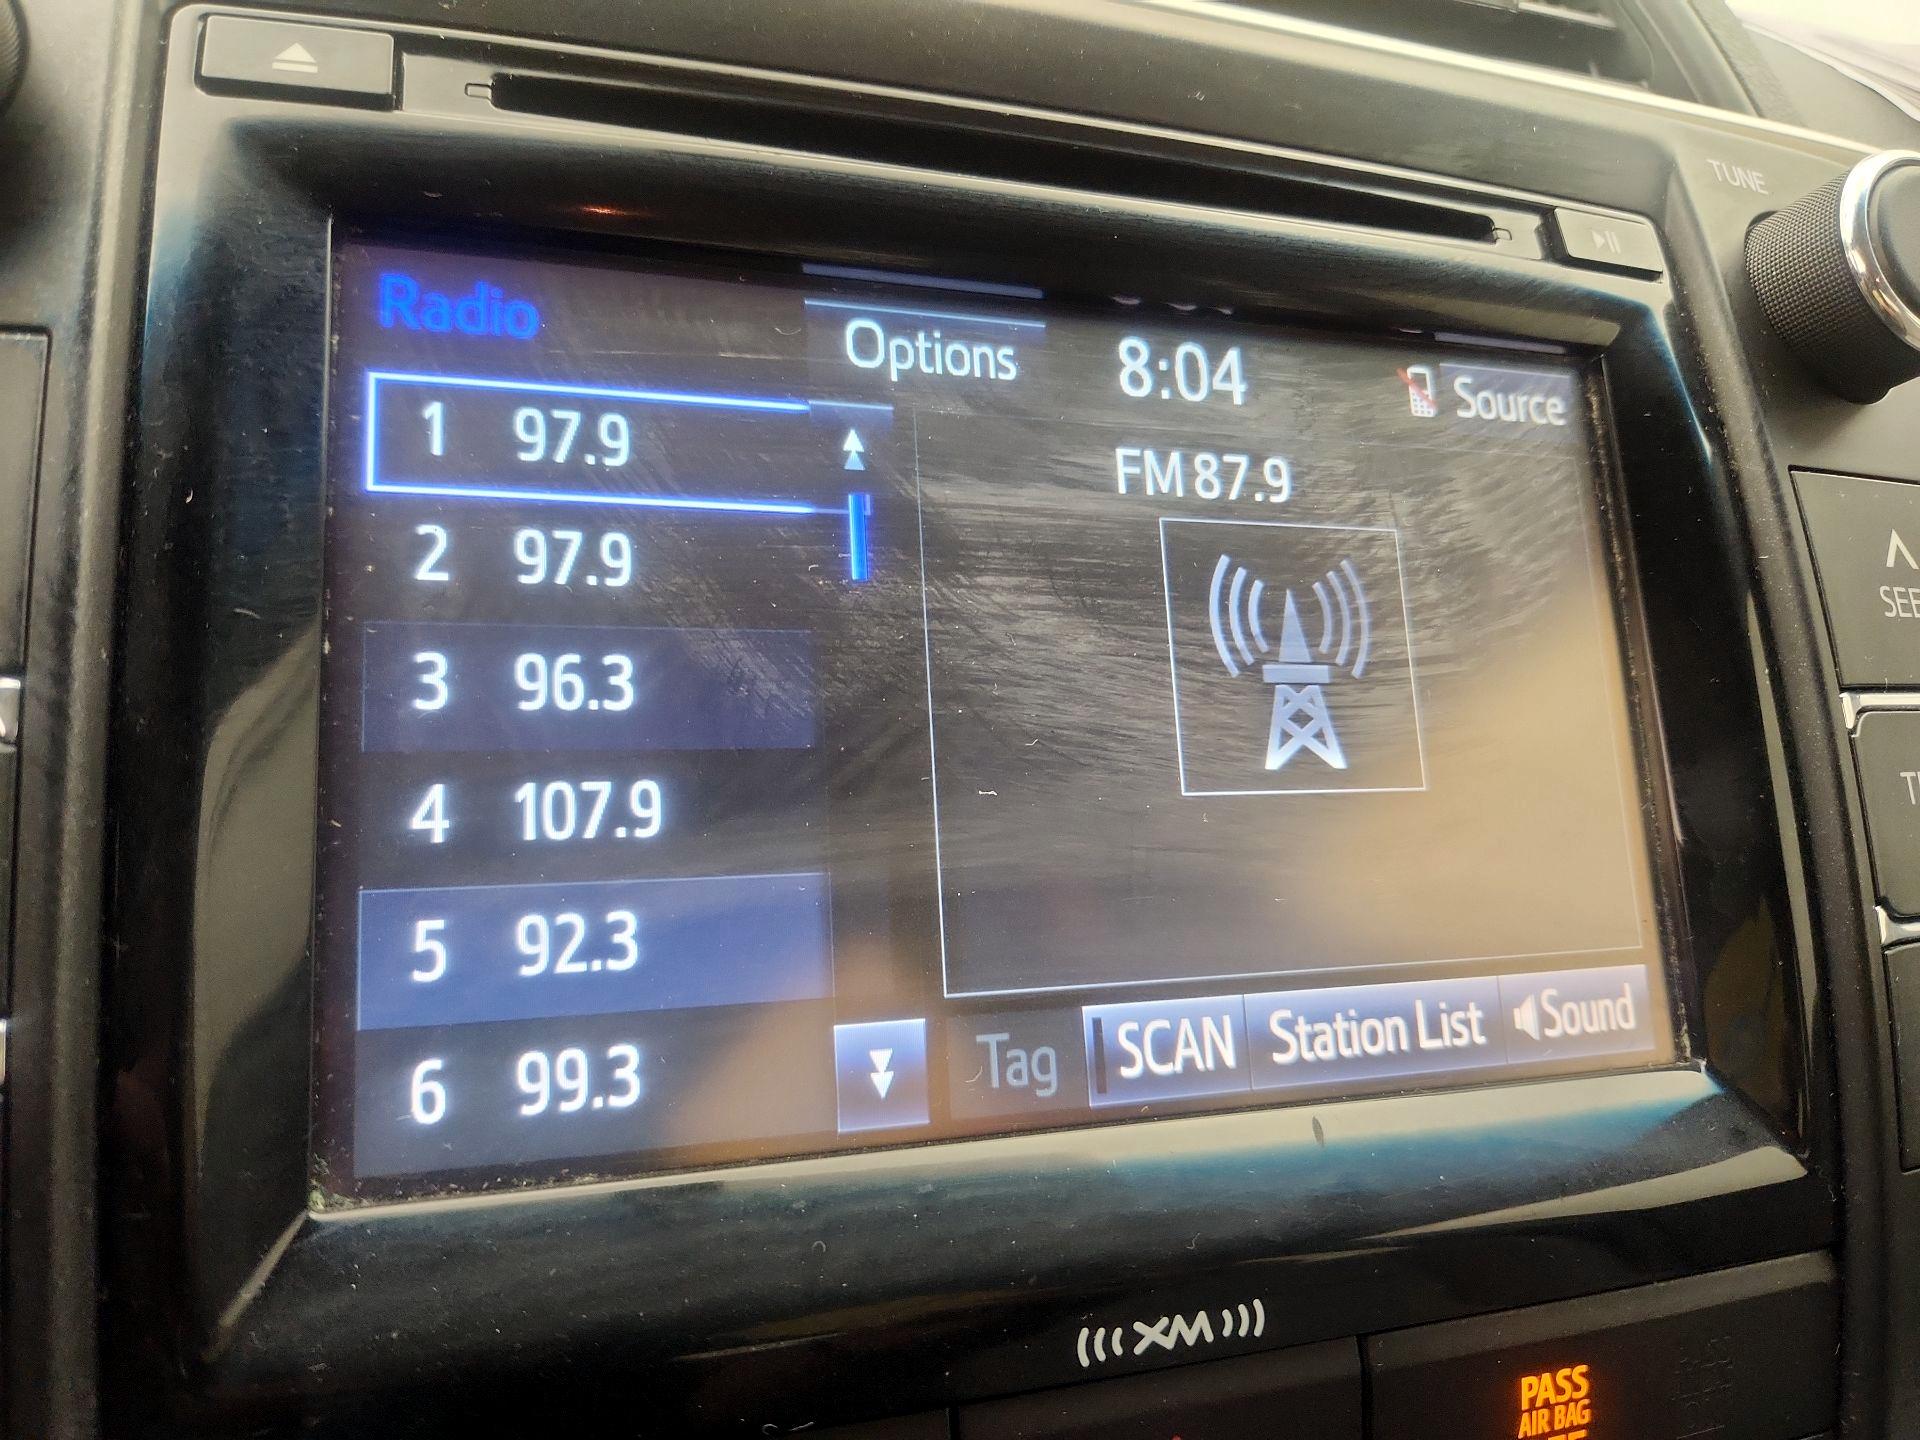 TUNE
Radio
Options
8:04
Source
1 97.9
FM 87.9
2 97.9
3 96.3
4 107.9
5 92.3
6 99.3
Tag
SCAN
Station List
Sound
XM
PASS
AIR BAG